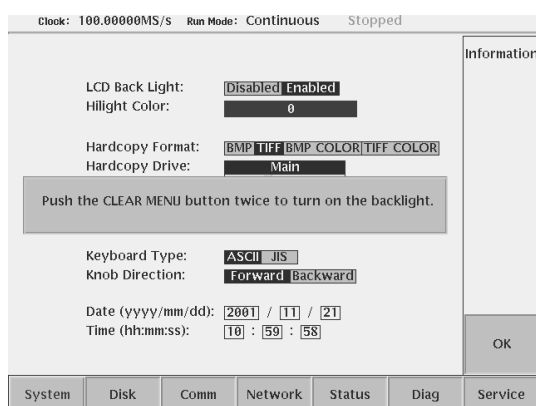 Clock: 100.00000MS/s Run Mode: Continuous Stopped
Information
LCD Back Light: Disabled Enabled
Hilight Color: 0
Hardcopy Format: BMP TIFF BMP COLOR TIFF COLOR
Hardcopy Drive: Main
Push the CLEAR MENU button twice to turn on the backlight.
Keyboard Type: ASCII JIS
Knob Direction: Forward Backward
Date (yyyy/mm/dd): 2001 / 11 / 21
Time (hh:mm:ss): 10 : 59 : 58
OK
System Disk Comm Network Status Diag Service